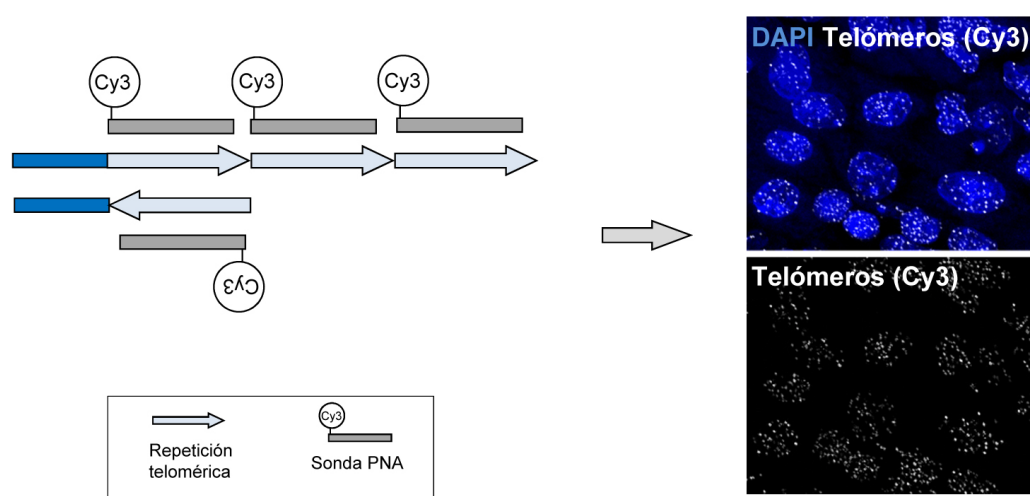 Cy3
Cy3
Cy3
Cy3
Repetición
telomérica
Cy3
Sonda PNA
DAPI Telómeros (Cy3)
Telómeros (Cy3)